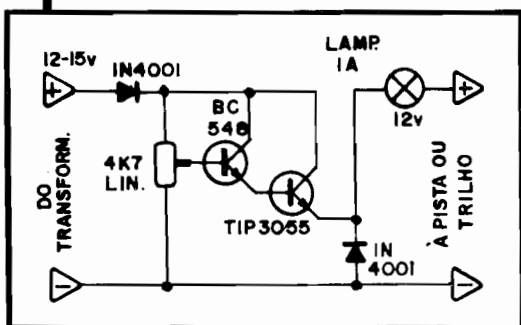 12-15v
1N4001
LAMP.
1A
BC
548
12v
4K7
LIN.
TIP3055
1N
4001
DO
TRANSFORM.
À PISTA OU
TRILHO
+
+
−
−